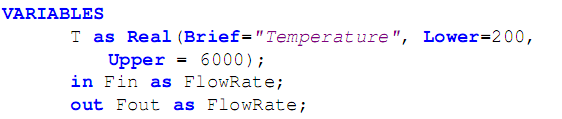 VARIABLES
T as Real(Brief="Temperature", Lower=200,
Upper = 6000);
in Fin as FlowRate;
out Fout as FlowRate;